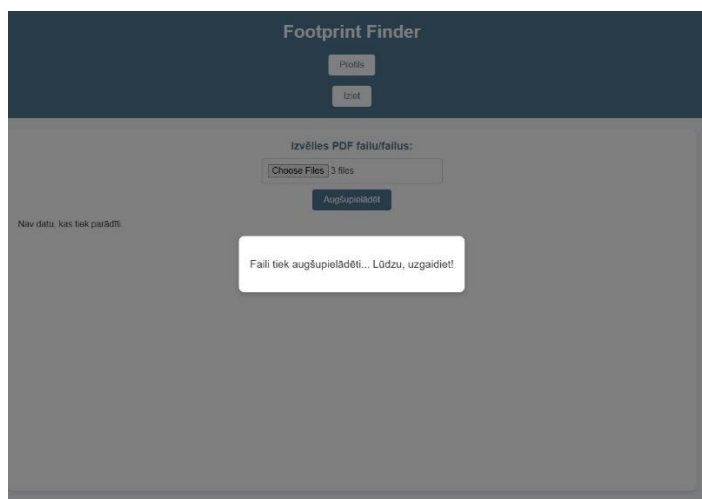 Footprint Finder
Profils
Iziet
Izvēlies PDF failu/failus:
Choose Files 3 files
Augšupielādēt
Nav datu, kas tiek parādīti.
Faili tiek augšupielādēti... Lūdzu, uzgaidiet!